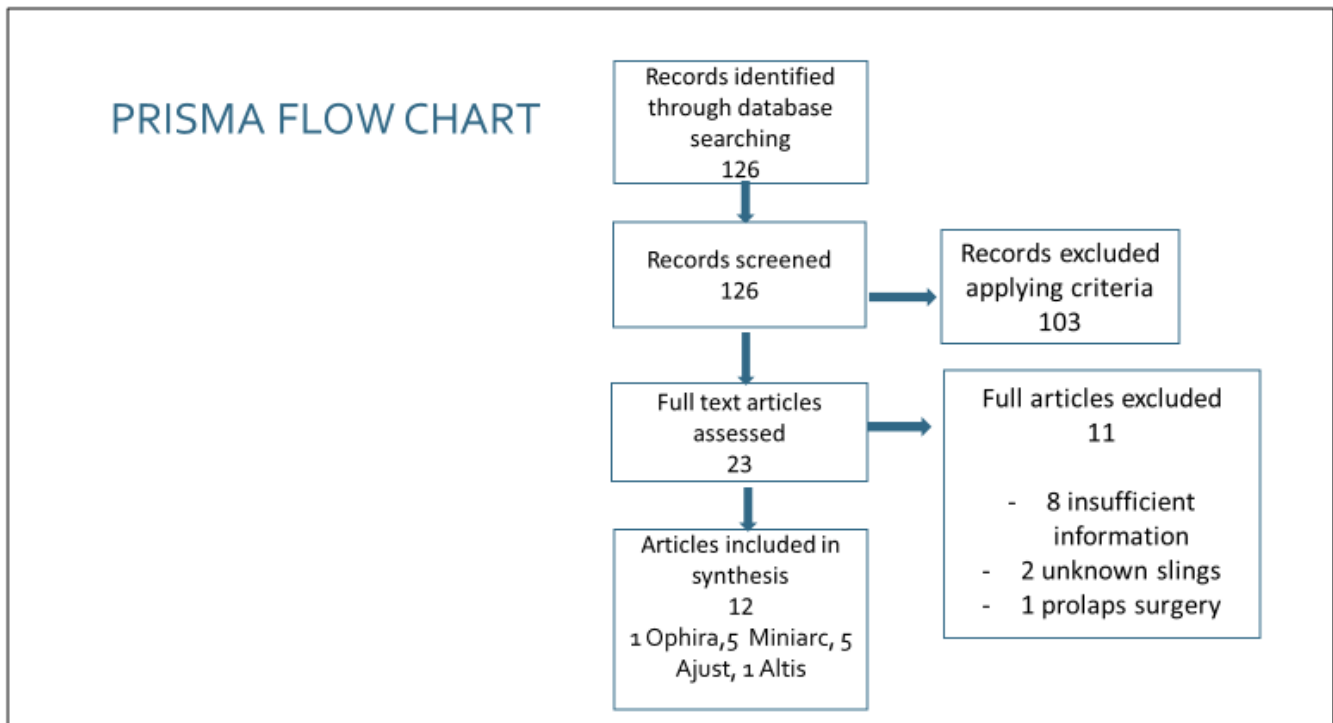 PRISMA FLOW CHART
Records identified
through database
searching
126
Records screened
126
Records excluded
applying criteria
103
Full text articles
assessed
23
Full articles excluded
11
- 8 insufficient
information
- 2 unknown slings
- 1 prolaps surgery
Articles included in
synthesis
12
1 Ophira,5 Miniarc, 5
Ajust, 1 Altis